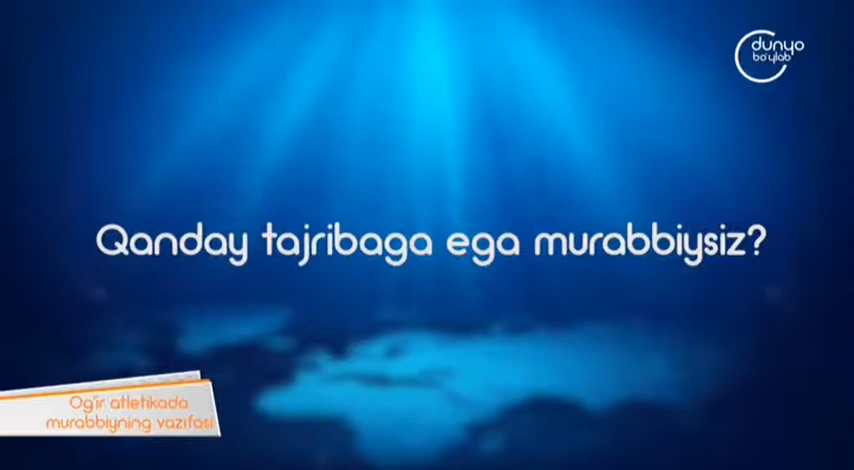 dunyo
bo'ylab
Qanday tajribaga ega murabbiysiz?
Og'ir atletikada
murabbiyning vazifasi